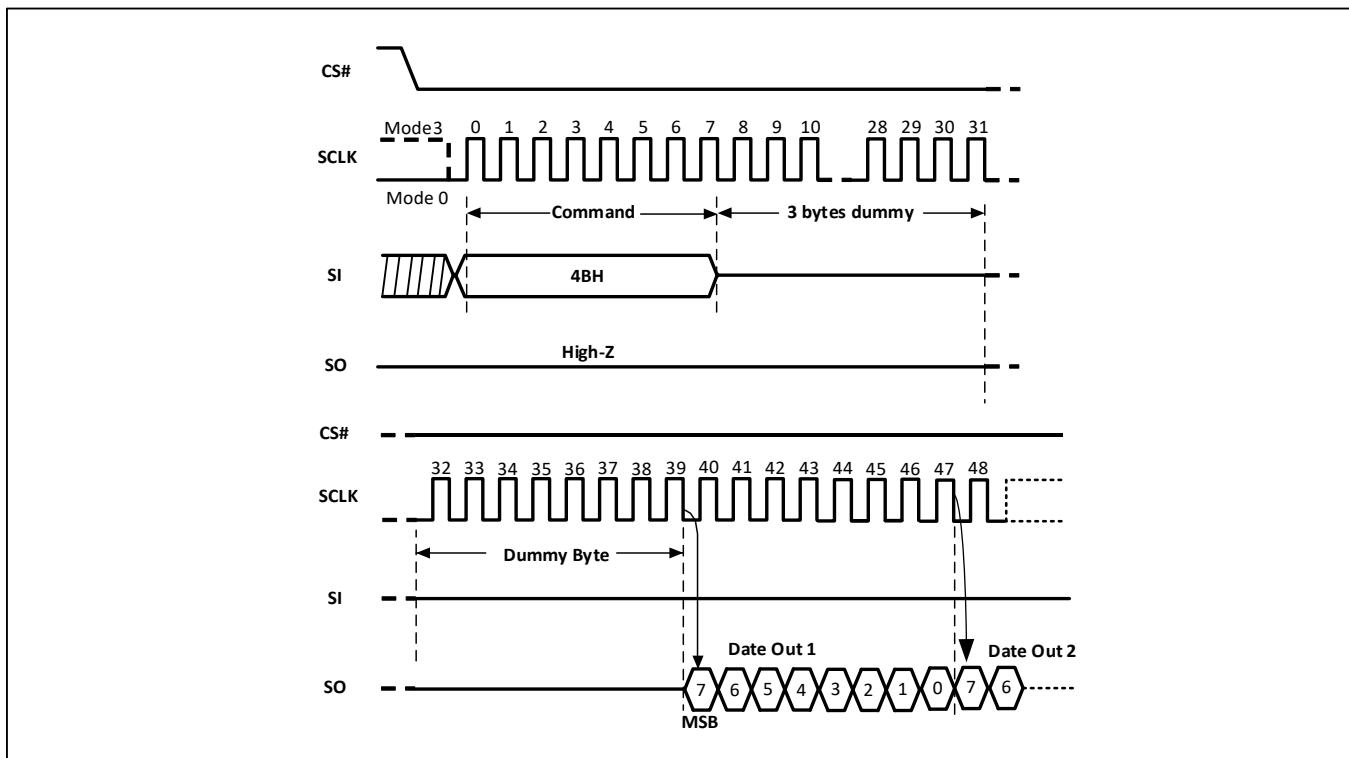 CS#
Mode3 0 1 2 3 4 5 6 7 8 9 10 28 29 30 31
SCLK
Mode 0
Command 3 bytes dummy
SI 4BH
High-Z
SO
CS#
32 33 34 35 36 37 38 39 40 41 42 43 44 45 46 47 48
SCLK
Dummy Byte
SI
Date Out 1 Date Out 2
SO 7 6 5 4 3 2 1 0 7 6
MSB